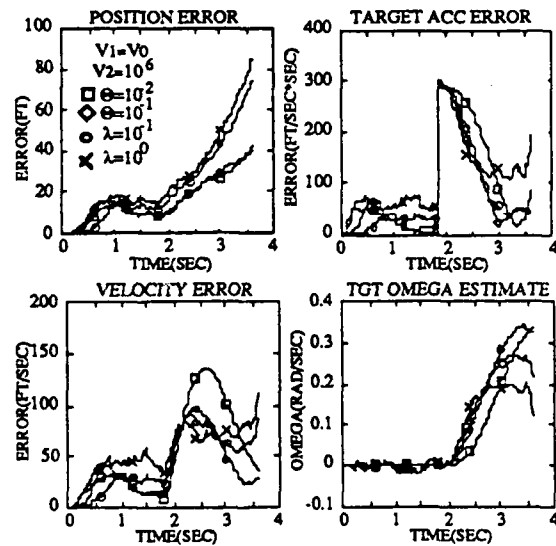 POSITION ERROR
ERROR(FT)
100
80
60
40
20
0
V1=V0
V2=10^6
Θ=10^-2
Θ=10^-1
λ=10^-1
λ=10^0
0 1 2 3 4
TIME(SEC)
TARGET ACC ERROR
ERROR(FT/SEC*SEC)
400
300
200
100
0
0 1 2 3 4
TIME(SEC)
VELOCITY ERROR
ERROR(FT/SEC)
200
150
100
50
0
0 1 2 3 4
TIME(SEC)
TGT OMEGA ESTIMATE
OMEGA(RAD/SEC)
0.4
0.3
0.2
0.1
0
-0.1
0 1 2 3 4
TIME(SEC)